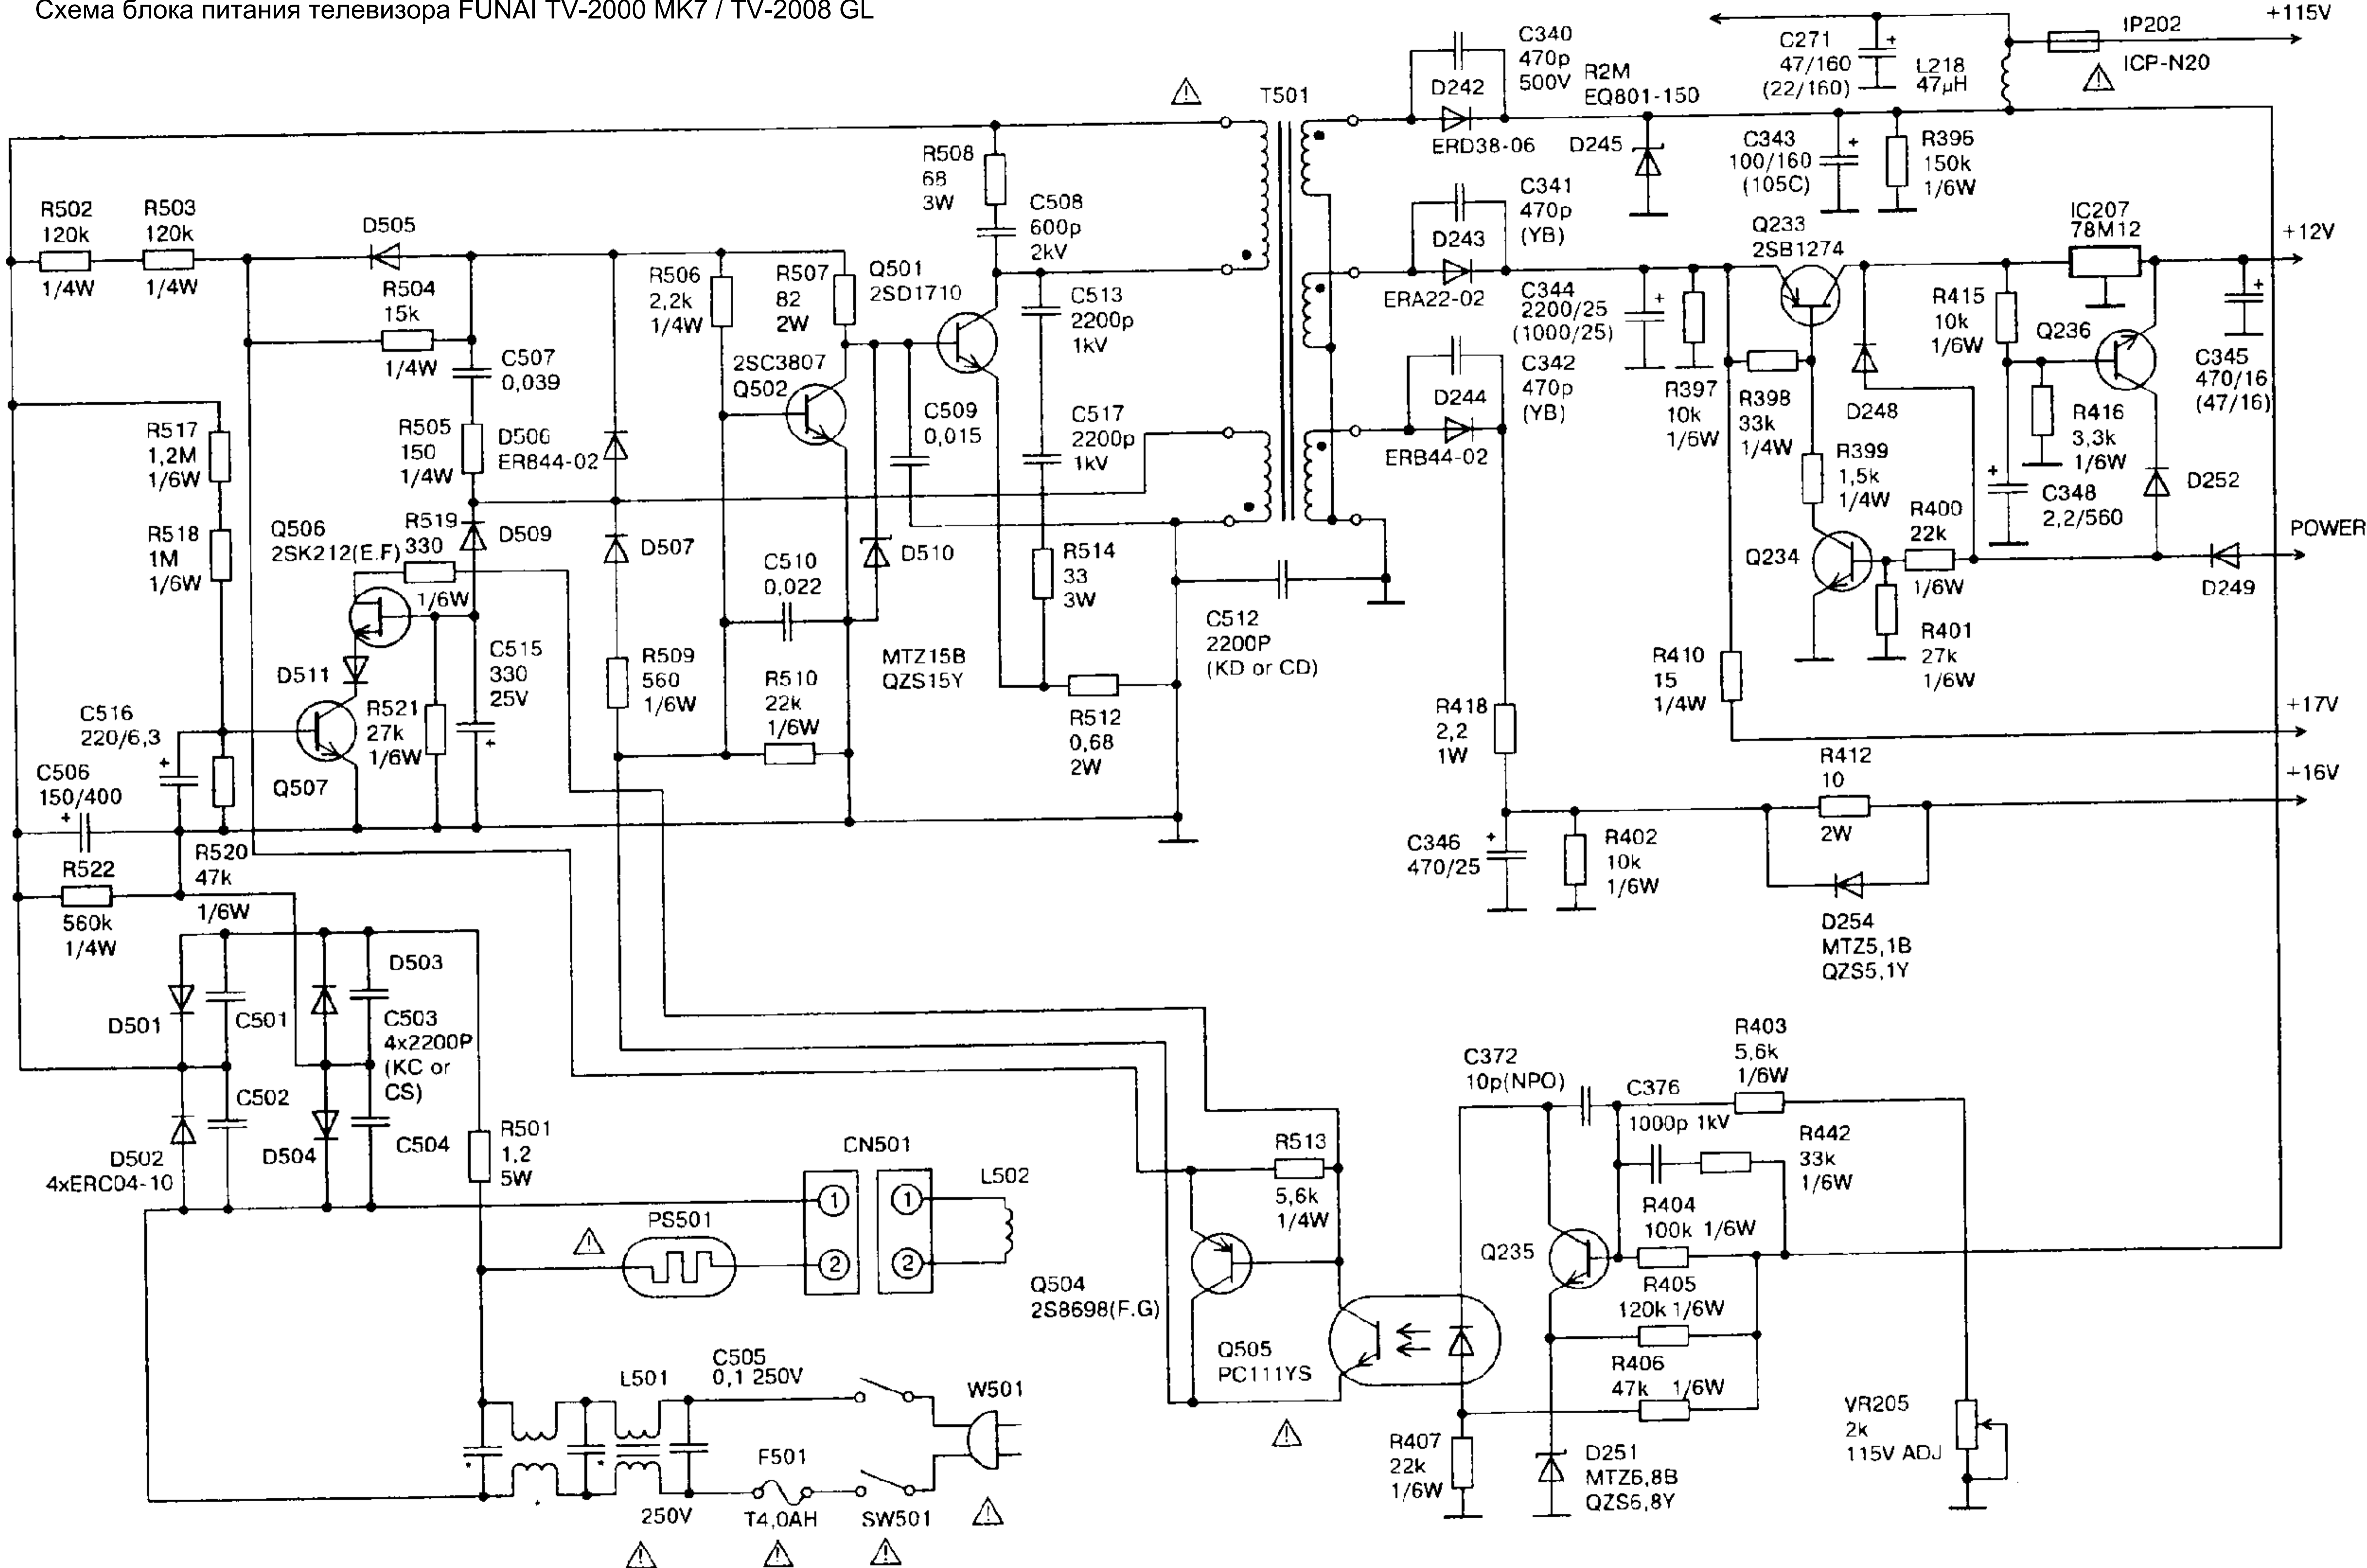 Схема блока питания телевизора FUNAI TV-2000 MK7 / TV-2008 GL
+115V
IP202
ICP-N20
C271
47/160
(22/160)
L218
47µH
C340
470p
500V
R2M
EQ801-150
D242
ERD38-06
D245
T501
C343
100/160
(105C)
R395
150k
1/6W
R508
68
3W
C508
600p
2kV
C341
470p
(YB)
D243
ERA22-02
Q233
2SB1274
IC207
78M12
+12V
R502
120k
1/4W
R503
120k
1/4W
D505
R504
15k
1/4W
R506
2,2k
1/4W
R507
82
2W
Q501
2SD1710
C513
2200p
1kV
C344
2200/25
(1000/25)
R415
10k
1/6W
Q236
C345
470/16
(47/16)
C507
0,039
2SC3807
Q502
C342
470p
(YB)
D244
ERB44-02
R397
10k
1/6W
R398
33k
1/4W
D248
R416
3,3k
1/6W
R517
1,2M
1/6W
R505
150
1/4W
D506
ER844-02
C509
0,015
C517
2200p
1kV
R399
1,5k
1/4W
C348
2,2/560
D252
R518
1M
1/6W
Q506
2SK212(E.F)
R519
330
1/6W
D509
D507
C510
0,022
D510
R514
33
3W
Q234
R400
22k
1/6W
POWER
D249
C512
2200P
(KD or CD)
R401
27k
1/6W
D511
C515
330
25V
R509
560
1/6W
R510
22k
1/6W
MTZ15B
QZS15Y
R410
15
1/4W
+17V
C516
220/6,3
R521
27k
1/6W
Q507
R512
0,68
2W
R418
2,2
1W
C506
150/400
R412
10
2W
+16V
R522
560k
1/4W
R520
47k
1/6W
C346
470/25
R402
10k
1/6W
D254
MTZ5,1B
QZS5,1Y
D501
C501
D503
C503
4x2200P
(KC or
CS)
D502
4xERC04-10
C502
D504
C504
R501
1,2
5W
CN501
1
1
2
2
L502
PS501
R513
5,6k
1/4W
Q504
2S8698(F.G)
Q505
PC111YS
C372
10p(NPO)
C376
1000p 1kV
R403
5,6k
1/6W
R442
33k
1/6W
R404
100k 1/6W
Q235
R405
120k 1/6W
R406
47k 1/6W
R407
22k
1/6W
D251
MTZ6,8B
QZS6,8Y
VR205
2k
115V ADJ
L501
C505
0,1 250V
W501
F501
250V
T4,0AH
SW501